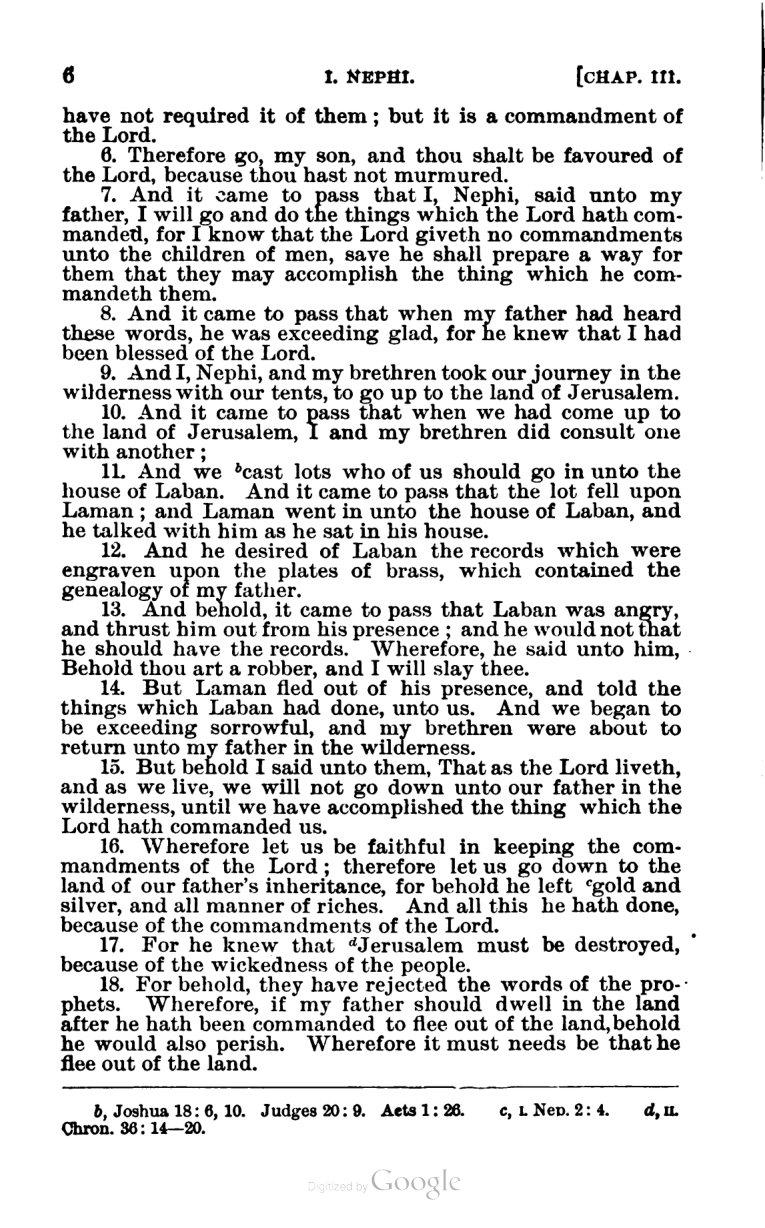 6 I. NEPHI. [CHAP. III.
have not required it of them ; but it is a commandment of
the Lord.
6. Therefore go, my son, and thou shalt be favoured of
the Lord, because thou hast not murmured.
7. And it came to pass that I, Nephi, said unto my
father, I will go and do the things which the Lord hath com-
manded, for I know that the Lord giveth no commandments
unto the children of men, save he shall prepare a way for
them that they may accomplish the thing which he com-
mandeth them.
8. And it came to pass that when my father had heard
these words, he was exceeding glad, for he knew that I had
been blessed of the Lord.
9. And I, Nephi, and my brethren took our journey in the
wilderness with our tents, to go up to the land of Jerusalem.
10. And it came to pass that when we had come up to
the land of Jerusalem, I and my brethren did consult one
with another ;
11. And we bcast lots who of us should go in unto the
house of Laban. And it came to pass that the lot fell upon
Laman ; and Laman went in unto the house of Laban, and
he talked with him as he sat in his house.
12. And he desired of Laban the records which were
engraven upon the plates of brass, which contained the
genealogy of my father.
13. And behold, it came to pass that Laban was angry,
and thrust him out from his presence ; and he would not that
he should have the records. Wherefore, he said unto him,
Behold thou art a robber, and I will slay thee.
14. But Laman fled out of his presence, and told the
things which Laban had done, unto us. And we began to
be exceeding sorrowful, and my brethren were about to
return unto my father in the wilderness.
15. But behold I said unto them, That as the Lord liveth,
and as we live, we will not go down unto our father in the
wilderness, until we have accomplished the thing which the
Lord hath commanded us.
16. Wherefore let us be faithful in keeping the com-
mandments of the Lord ; therefore let us go down to the
land of our father's inheritance, for behold he left cgold and
silver, and all manner of riches. And all this he hath done,
because of the commandments of the Lord.
17. For he knew that dJerusalem must be destroyed,
because of the wickedness of the people.
18. For behold, they have rejected the words of the pro-
phets. Wherefore, if my father should dwell in the land
after he hath been commanded to flee out of the land, behold
he would also perish. Wherefore it must needs be that he
flee out of the land.
b, Joshua 18 : 6, 10. Judges 20 : 9. Acts 1 : 26. c, I. Nep. 2 : 4. d, II.
Chron. 36 : 14—20.
Digitized by Google